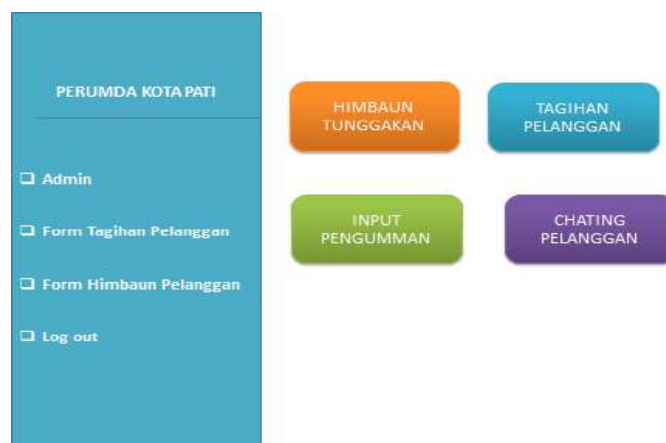 PERUMDA KOTA PATI
❑ Admin
❑ Form Tagihan Pelanggan
❑ Form Himbaun Pelanggan
❑ Log out
HIMBAUN
TUNGGAKAN
TAGIHAN
PELANGGAN
INPUT
PENGUMMAN
CHATING
PELANGGAN